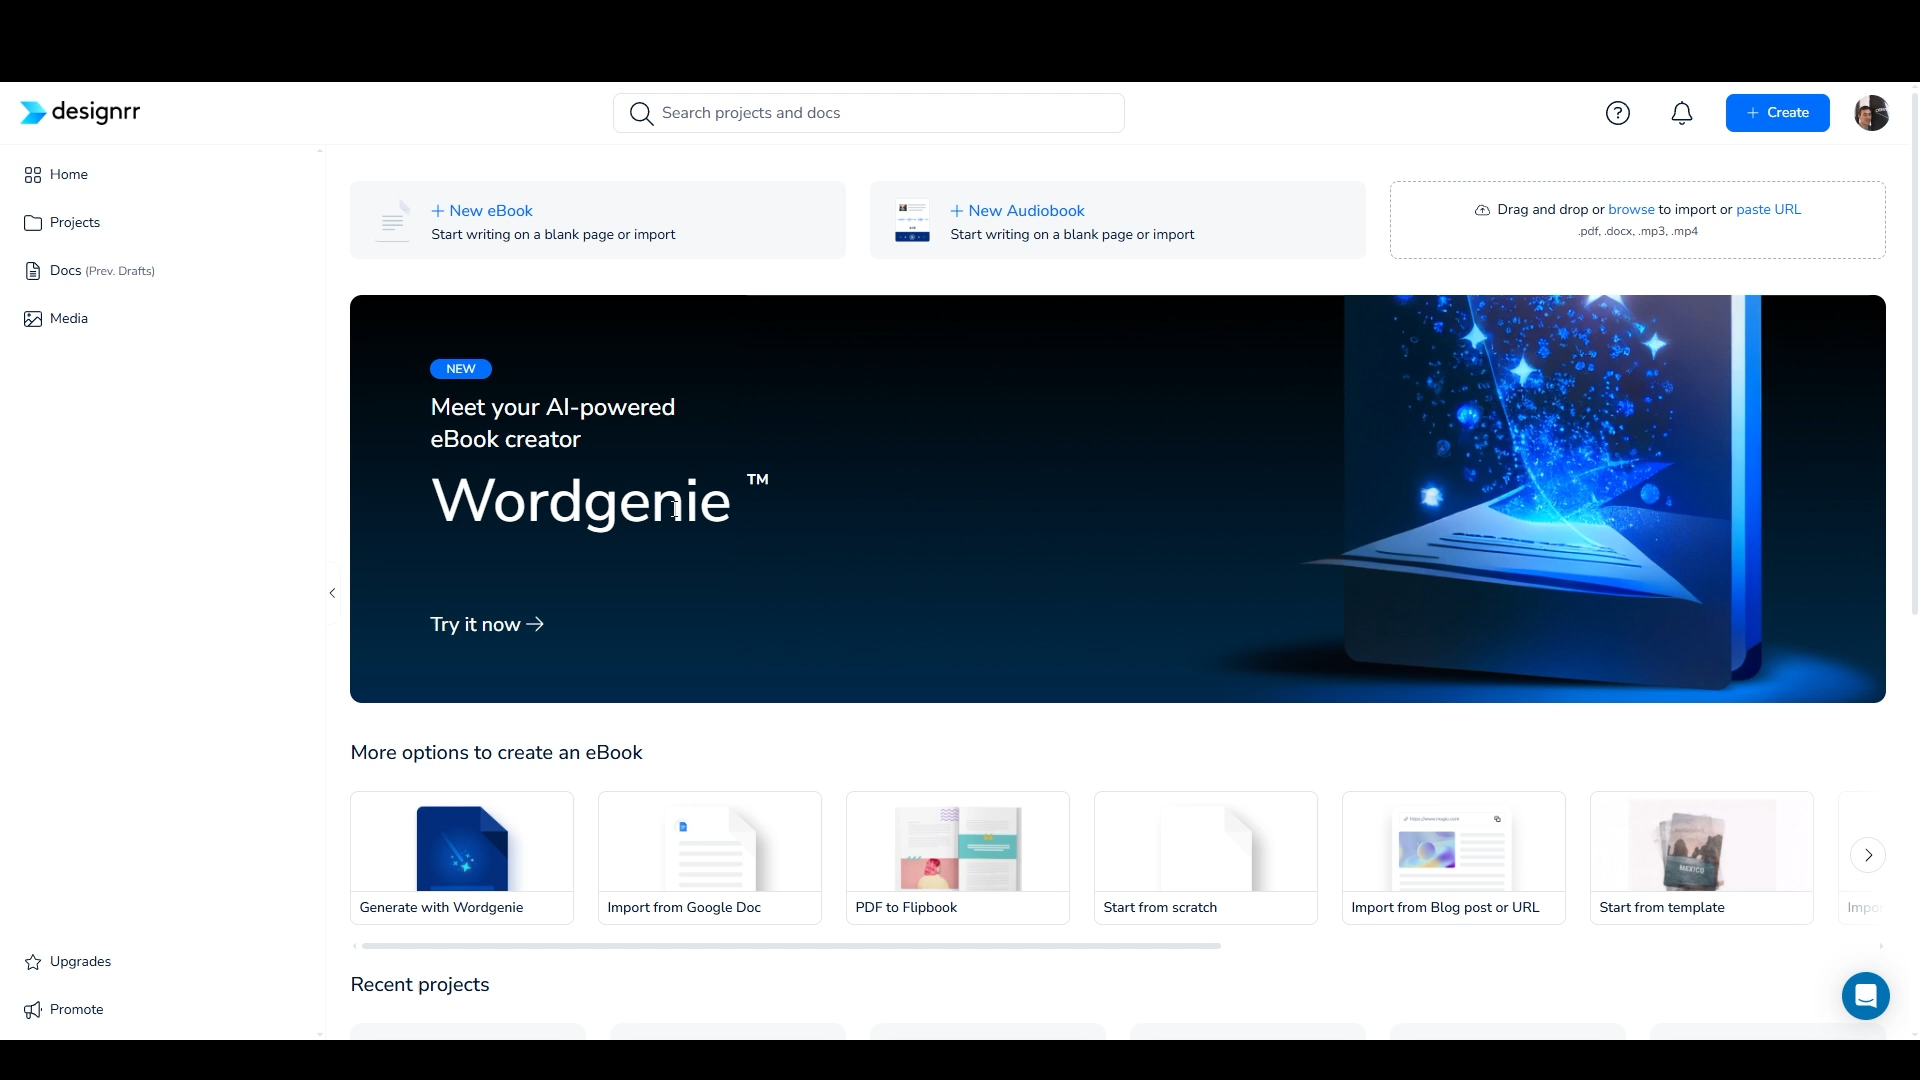 designrr
Search projects and docs
+ Create
Home
Projects
Docs (Prev. Drafts)
Media
+ New eBook
Start writing on a blank page or import
+ New Audiobook
Start writing on a blank page or import
Drag and drop or browse to import or paste URL
.pdf, .docx, .mp3, .mp4
NEW
Meet your AI-powered
eBook creator
Wordgenie ™
Try it now →
More options to create an eBook
MEXICO
Generate with Wordgenie
Import from Google Doc
PDF to Flipbook
Start from scratch
Import from Blog post or URL
Start from template
Recent projects
Upgrades
Promote